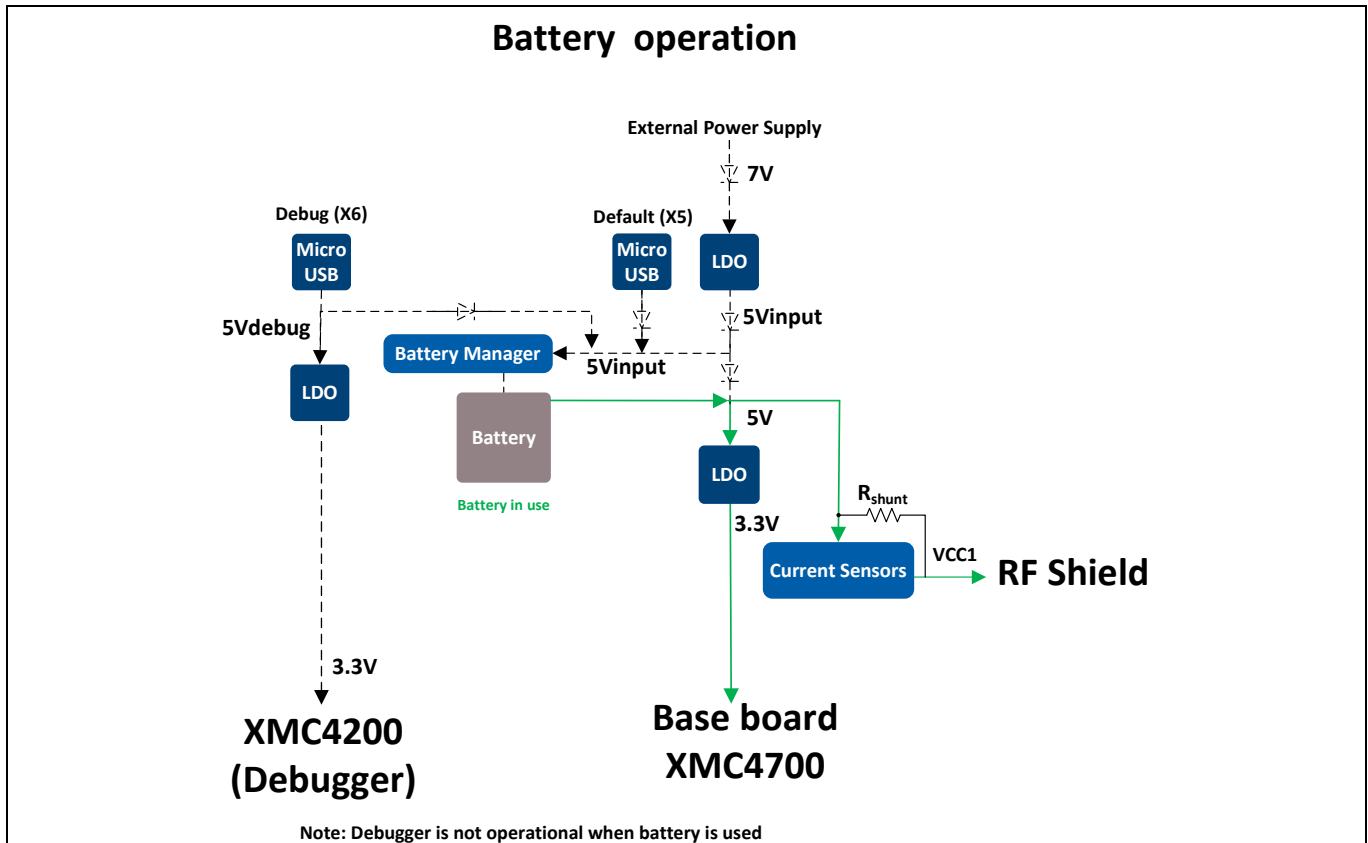 Battery operation
External Power Supply
7V
Debug (X6)
Default (X5)
Micro
USB
Micro
USB
LDO
5Vdebug
5Vinput
Battery Manager
5Vinput
LDO
Battery
5V
Battery in use
LDO
Rshunt
3.3V
VCC1
Current Sensors
RF Shield
3.3V
XMC4200
(Debugger)
Base board
XMC4700
Note: Debugger is not operational when battery is used